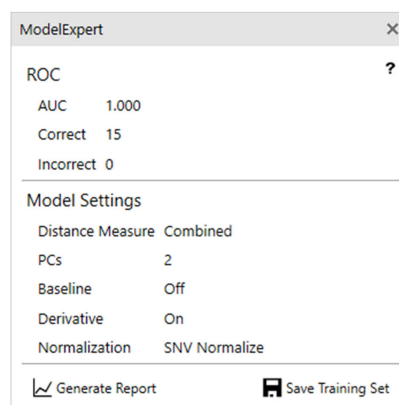 ModelExpert ×
ROC ?
AUC 1.000
Correct 15
Incorrect 0
Model Settings
Distance Measure Combined
PCs 2
Baseline Off
Derivative On
Normalization SNV Normalize
Generate Report Save Training Set